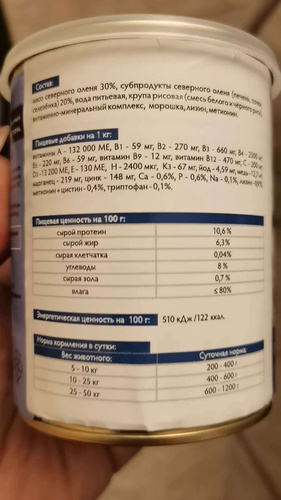 Состав:
мясо северного оленя 30%, субпродукты северного оленя (печень,
селезёнка) 20%, вода питьевая, крупа рисовая (смесь белого и чёрного риса),
витаминно-минеральный комплекс, морошка, лизин, метионин.
Пищевые добавки на 1 кг:
витамины А - 132 000 МЕ, В1 - 59 мг, В2 - 270 мг, В3 - 660 мг, В4 -
В5 - 220 мг, В6 - 59 мг, витамин В9 - 12 мг, витамин В12 - 470 мг, С -
D3 - 13 200 МЕ, Е - 130 МЕ, Н - 2400 мкг, К3 - 67 мг, йод - 4,59 мг, медь
марганец - 219 мг, цинк - 148 мг, Са - 0,6%, Р - 0,6%, Na - 0,1%, лизин
метионин + цистин - 0,4%, триптофан - 0,1%.
Пищевая ценность на 100 г:
сырой протеин 10,6%
сырой жир 6,3%
сырая клетчатка 0,04%
углеводы 8 %
сырая зола 0,7 %
влага ≤ 80%
Энергетическая ценность на 100 г: 510 кДж /122 ккал.
Норма кормления в сутки:
Вес животного: Суточная норма:
5 - 10 кг 200 - 400 г
10 - 25 кг 400 - 600 г
25 - 50 кг 600 - 1200 г